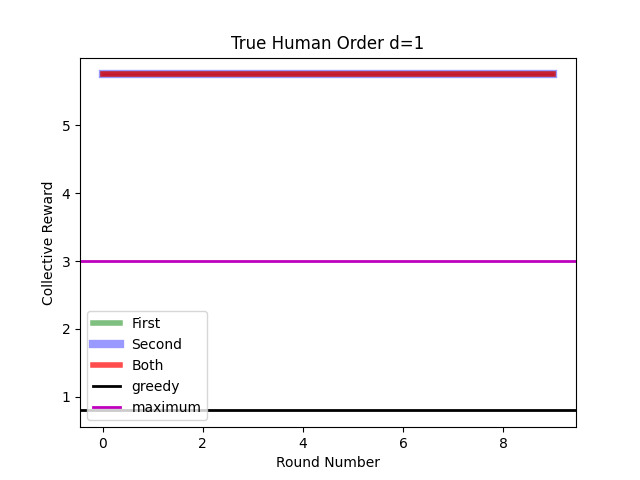 True Human Order d=1
Collective Reward
5
4
3
2
1
First
Second
Both
greedy
maximum
0 2 4 6 8
Round Number